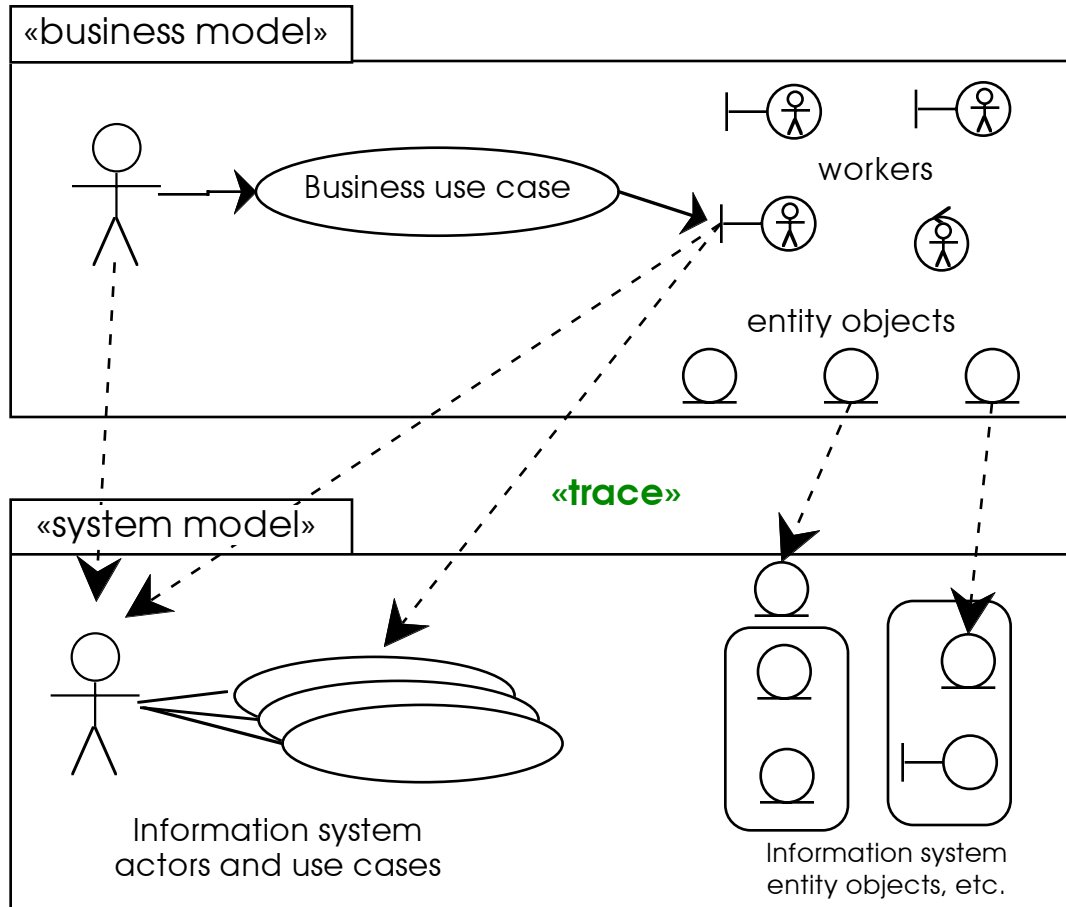 «business model»
Business use case
workers
entity objects
«trace»
«system model»
Information system
actors and use cases
Information system
entity objects, etc.